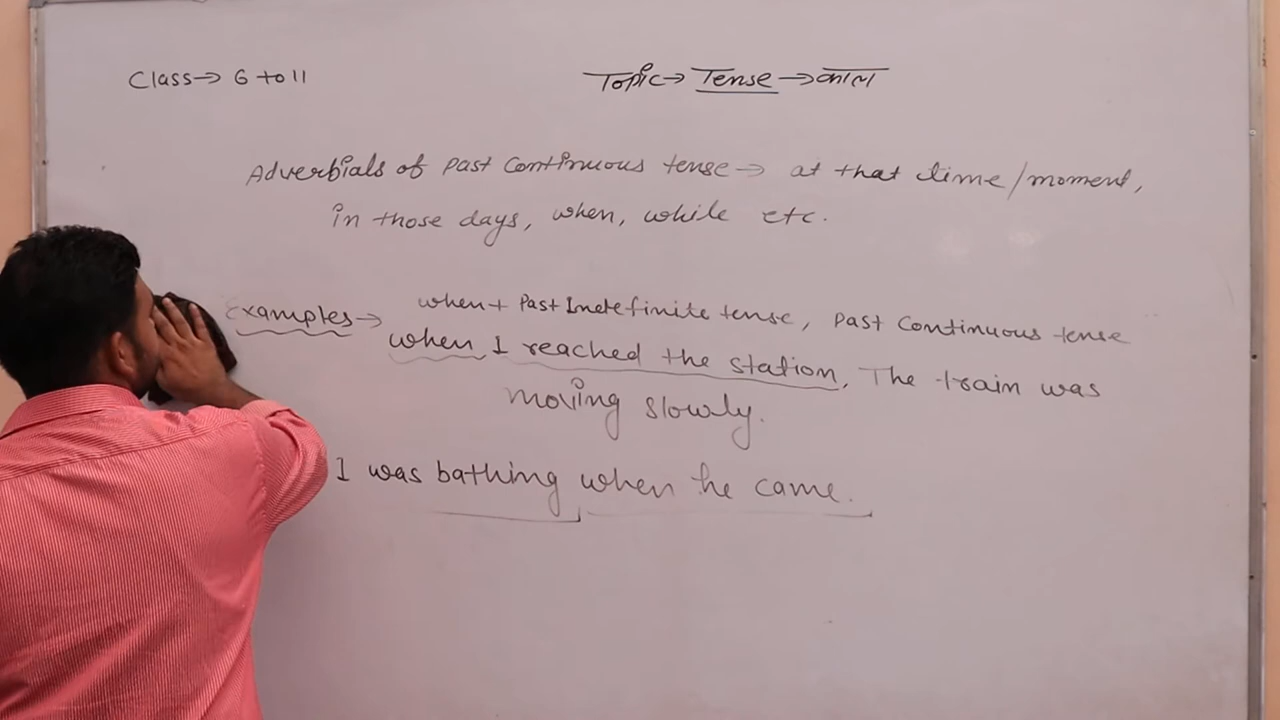 Class→ 6 to 11
Topic→ Tense →काल
Adverbials of past continuous tense→ at that time/moment,
in those days, when, while etc.
Examples→ when + Past Indefinite tense, past continuous tense
when I reached the station, The train was
moving slowly.
I was bathing when he came.